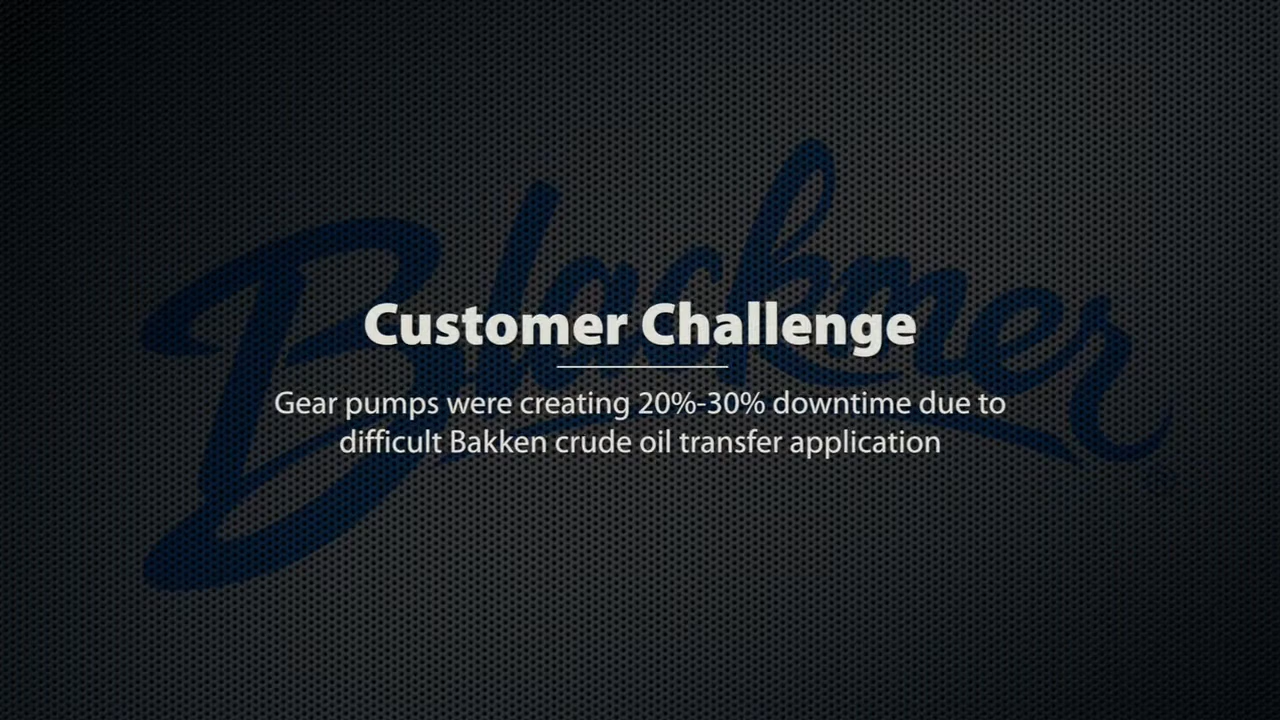 Blackmer
Customer Challenge
Gear pumps were creating 20%-30% downtime due to
difficult Bakken crude oil transfer application